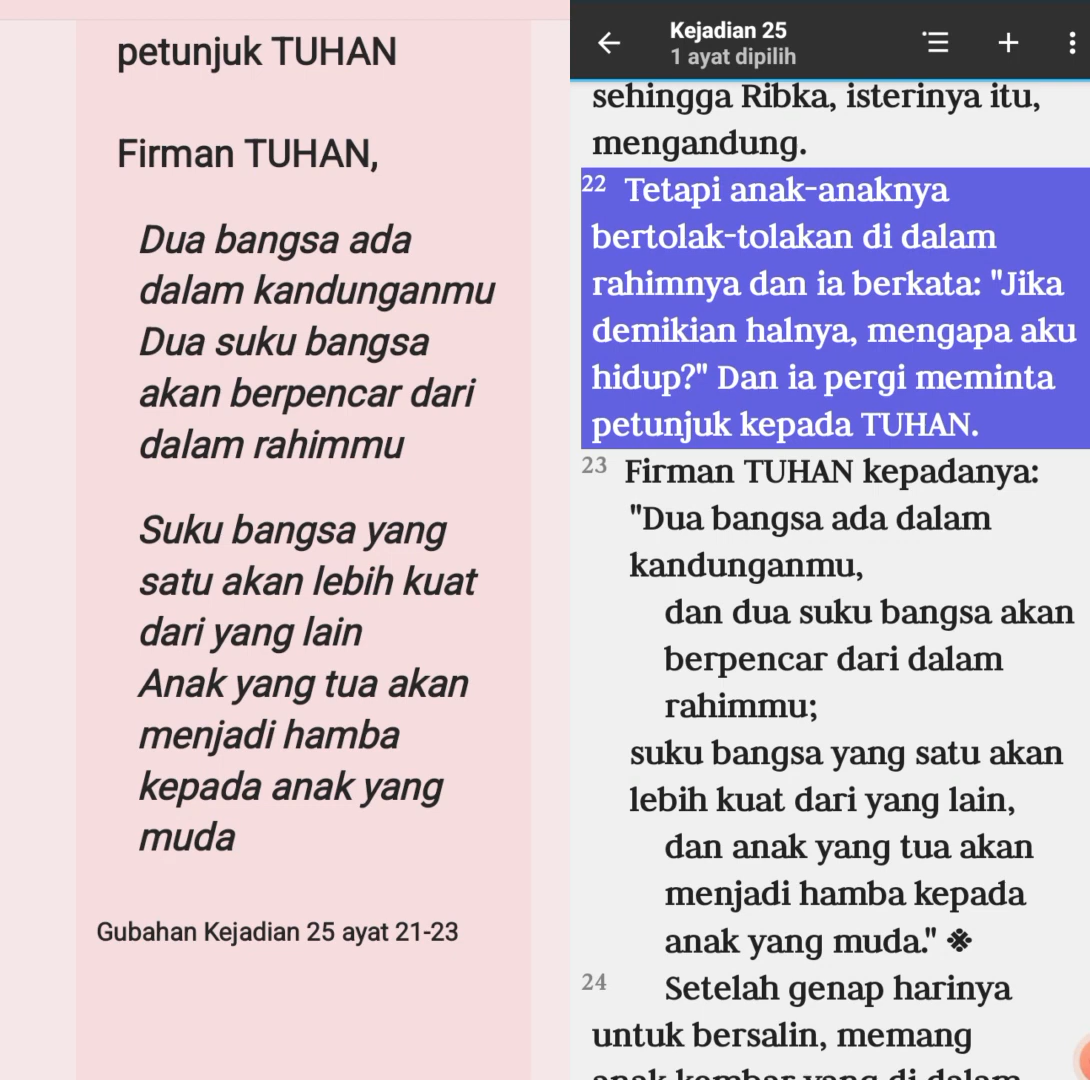 petunjuk TUHAN
Firman TUHAN,
Dua bangsa ada
dalam kandunganmu
Dua suku bangsa
akan berpencar dari
dalam rahimmu
Suku bangsa yang
satu akan lebih kuat
dari yang lain
Anak yang tua akan
menjadi hamba
kepada anak yang
muda
Gubahan Kejadian 25 ayat 21-23
Kejadian 25
1 ayat dipilih
sehingga Ribka, isterinya itu,
mengandung.
22 Tetapi anak-anaknya
bertolak-tolakan di dalam
rahimnya dan ia berkata: "Jika
demikian halnya, mengapa aku
hidup?" Dan ia pergi meminta
petunjuk kepada TUHAN.
23 Firman TUHAN kepadanya:
"Dua bangsa ada dalam
kandunganmu,
dan dua suku bangsa akan
berpencar dari dalam
rahimmu;
suku bangsa yang satu akan
lebih kuat dari yang lain,
dan anak yang tua akan
menjadi hamba kepada
anak yang muda." ※
24 Setelah genap harinya
untuk bersalin, memang
anak kembar yang di dalam